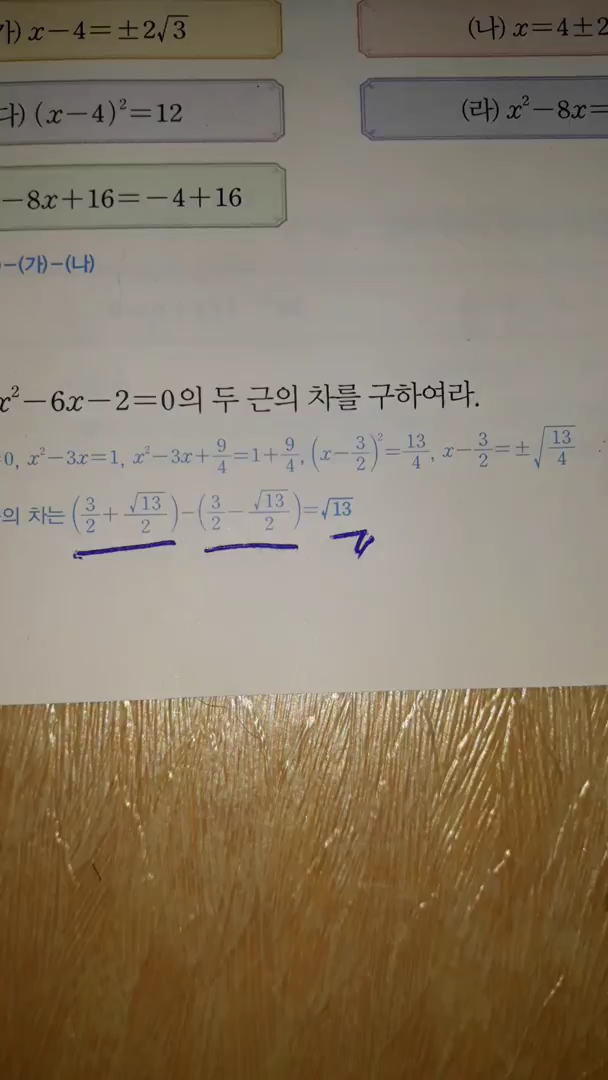 가) x-4=±2√3
(나) x=4±2
다) (x-4)²=12
(라) x²-8x=
-8x+16=-4+16
-(가)-(나)
x²-6x-2=0의 두 근의 차를 구하여라.
=0, x²-3x=1, x²-3x+9/4=1+9/4, (x-3/2)²=13/4, x-3/2=±√(13/4)
의 차는 (3/2+√13/2)-(3/2-√13/2)=√13